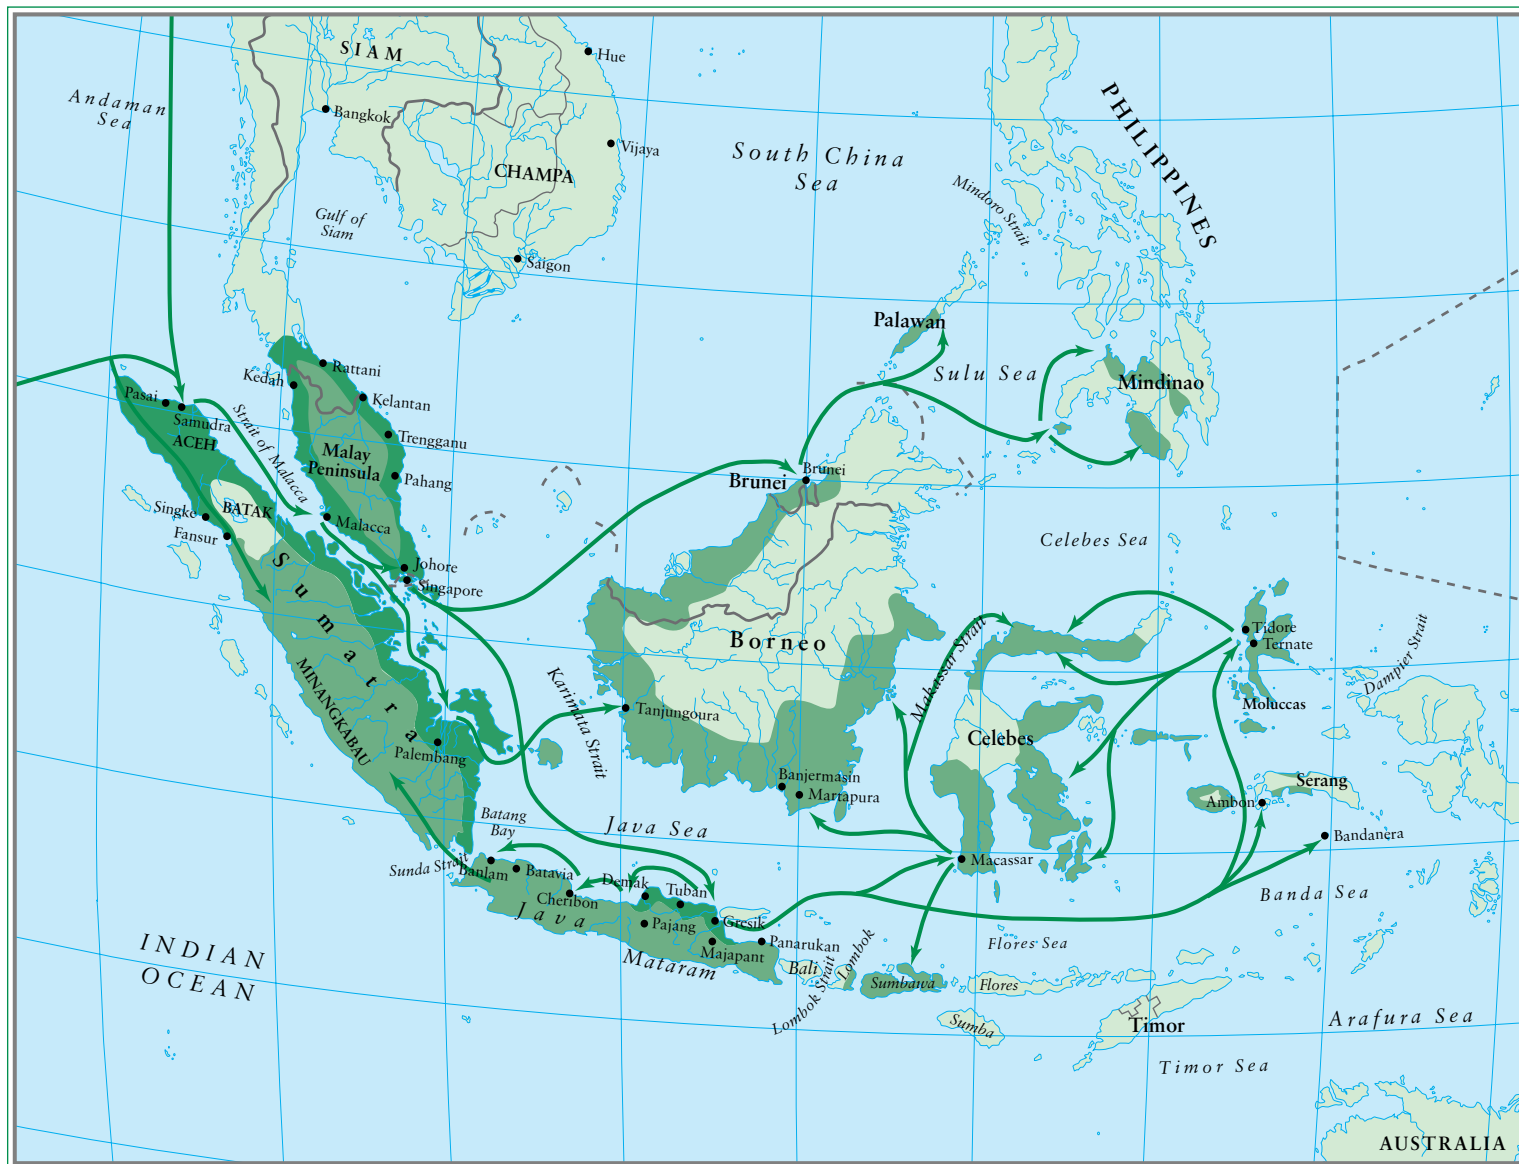 SIAM
Hue
Andaman
Sea
Bangkok
PHILIPPINES
Vijaya
South China
Sea
CHAMPA
Mindoro Strait
Gulf of
Siam
Saigon
Palawan
Rattani
Kedah
Sulu Sea
Mindinao
Pasai
Kelantan
Samudra
Strait of Malacca
ACEH
Trengganu
Malay
Peninsula
Pahang
Brunei
Brunei
Singke
BATAK
Malacca
Fansur
Celebes Sea
Johore
Singapore
Sumatra
Borneo
Makassar Strait
Tidore
Ternate
Dampier Strait
MINANGKABAU
Karimata Strait
Tanjungoura
Moluccas
Celebes
Palembang
Banjermasin
Martapura
Serang
Ambon
Batang
Bay
Java Sea
Bandanera
Sunda Strait
Banlam
Batavia
Macassar
Demak
Tuban
Cheribon
Banda Sea
Java
Pajang
Gresik
Majapant
Panarukan
Flores Sea
INDIAN
OCEAN
Mataram
Bali
Lombok
Lombok Strait
Sumbawa
Flores
Sumba
Timor
Arafura Sea
Timor Sea
AUSTRALIA